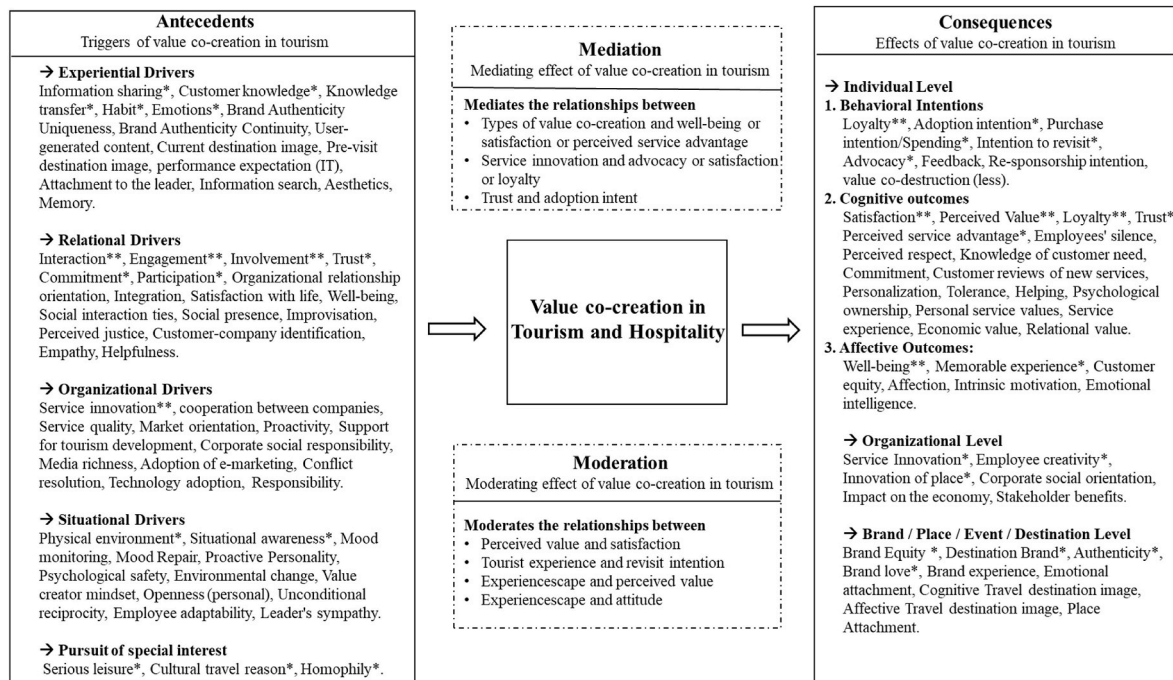 Antecedents
Triggers of value co-creation in tourism
→ Experiential Drivers
Information sharing*, Customer knowledge*, Knowledge
transfer*, Habit*, Emotions*, Brand Authenticity
Uniqueness, Brand Authenticity Continuity, User-
generated content, Current destination image, Pre-visit
destination image, performance expectation (IT),
Attachment to the leader, Information search, Aesthetics,
Memory.
→ Relational Drivers
Interaction**, Engagement**, Involvement**, Trust*,
Commitment*, Participation*, Organizational relationship
orientation, Integration, Satisfaction with life, Well-being,
Social interaction ties, Social presence, Improvisation,
Perceived justice, Customer-company identification,
Empathy, Helpfulness.
→ Organizational Drivers
Service innovation**, cooperation between companies,
Service quality, Market orientation, Proactivity, Support
for tourism development, Corporate social responsibility,
Media richness, Adoption of e-marketing, Conflict
resolution, Technology adoption, Responsibility.
→ Situational Drivers
Physical environment*, Situational awareness*, Mood
monitoring, Mood Repair, Proactive Personality,
Psychological safety, Environmental change, Value
creator mindset, Openness (personal), Unconditional
reciprocity, Employee adaptability, Leader's sympathy.
→ Pursuit of special interest
Serious leisure*, Cultural travel reason*, Homophily*.
Mediation
Mediating effect of value co-creation in tourism
Mediates the relationships between
• Types of value co-creation and well-being or
satisfaction or perceived service advantage
• Service innovation and advocacy or satisfaction
or loyalty
• Trust and adoption intent
Value co-creation in
Tourism and Hospitality
Moderation
Moderating effect of value co-creation in tourism
Moderates the relationships between
• Perceived value and satisfaction
• Tourist experience and revisit intention
• Experiencescape and perceived value
• Experiencescape and attitude
Consequences
Effects of value co-creation in tourism
→ Individual Level
1. Behavioral Intentions
Loyalty**, Adoption intention*, Purchase
intention/Spending*, Intention to revisit*,
Advocacy*, Feedback, Re-sponsorship intention,
value co-destruction (less).
2. Cognitive outcomes
Satisfaction**, Perceived Value**, Loyalty**, Trust*
Perceived service advantage*, Employees' silence,
Perceived respect, Knowledge of customer need,
Commitment, Customer reviews of new services,
Personalization, Tolerance, Helping, Psychological
ownership, Personal service values, Service
experience, Economic value, Relational value.
3. Affective Outcomes:
Well-being**, Memorable experience*, Customer
equity, Affection, Intrinsic motivation, Emotional
intelligence.
→ Organizational Level
Service Innovation*, Employee creativity*,
Innovation of place*, Corporate social orientation,
Impact on the economy, Stakeholder benefits.
→ Brand / Place / Event / Destination Level
Brand Equity *, Destination Brand*, Authenticity*,
Brand love*, Brand experience, Emotional
attachment, Cognitive Travel destination image,
Affective Travel destination image, Place
Attachment.